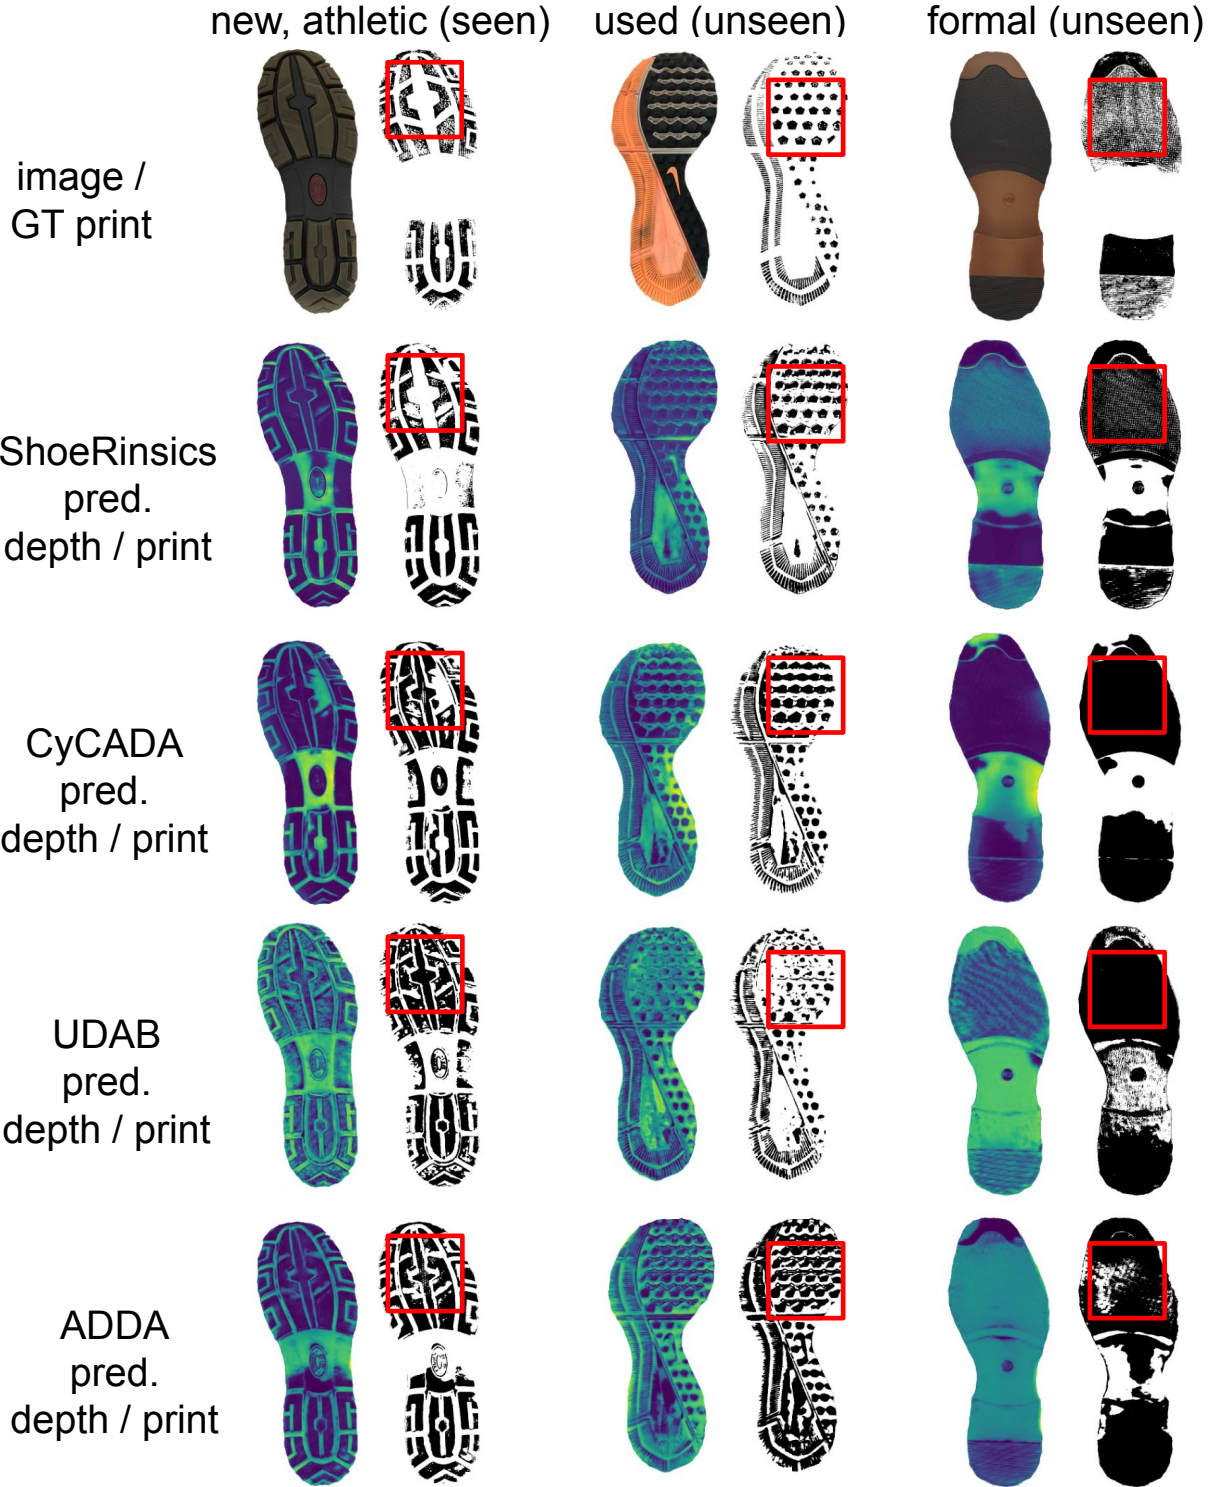 new, athletic (seen) used (unseen) formal (unseen)
image /
GT print
ShoeRinsics
pred.
depth / print
CyCADA
pred.
depth / print
UDAB
pred.
depth / print
ADDA
pred.
depth / print